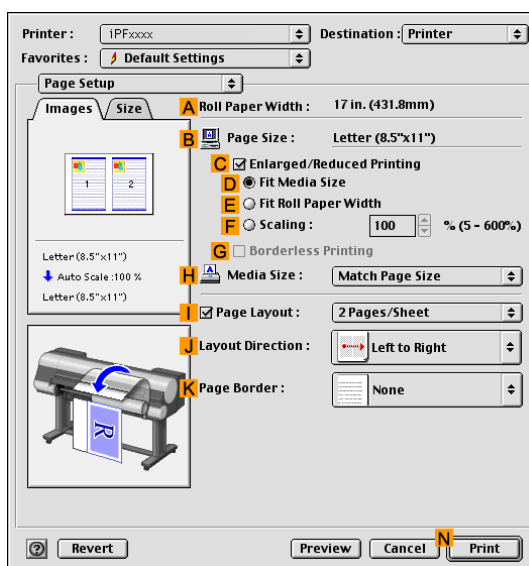 Printer : iPFxxxx Destination : Printer
Favorites : Default Settings
Page Setup
Images Size
A Roll Paper Width : 17 in. (431.8mm)
B Page Size : Letter (8.5"x11")
C Enlarged/Reduced Printing
D Fit Media Size
E Fit Roll Paper Width
F Scaling : 100 % (5 - 600%)
G Borderless Printing
H Media Size : Match Page Size
I Page Layout : 2 Pages/Sheet
J Layout Direction : Left to Right
K Page Border : None
1 2
Letter (8.5"x11")
Auto Scale :100 %
Letter (8.5"x11")
R
? Revert Preview Cancel N Print